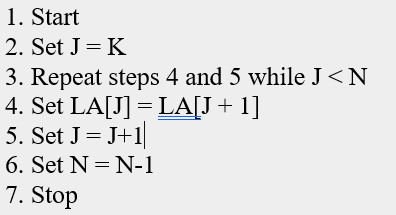 1. Start
2. Set J = K
3. Repeat steps 4 and 5 while J < N
4. Set LA[J] = LA[J + 1]
5. Set J = J+1
6. Set N = N-1
7. Stop